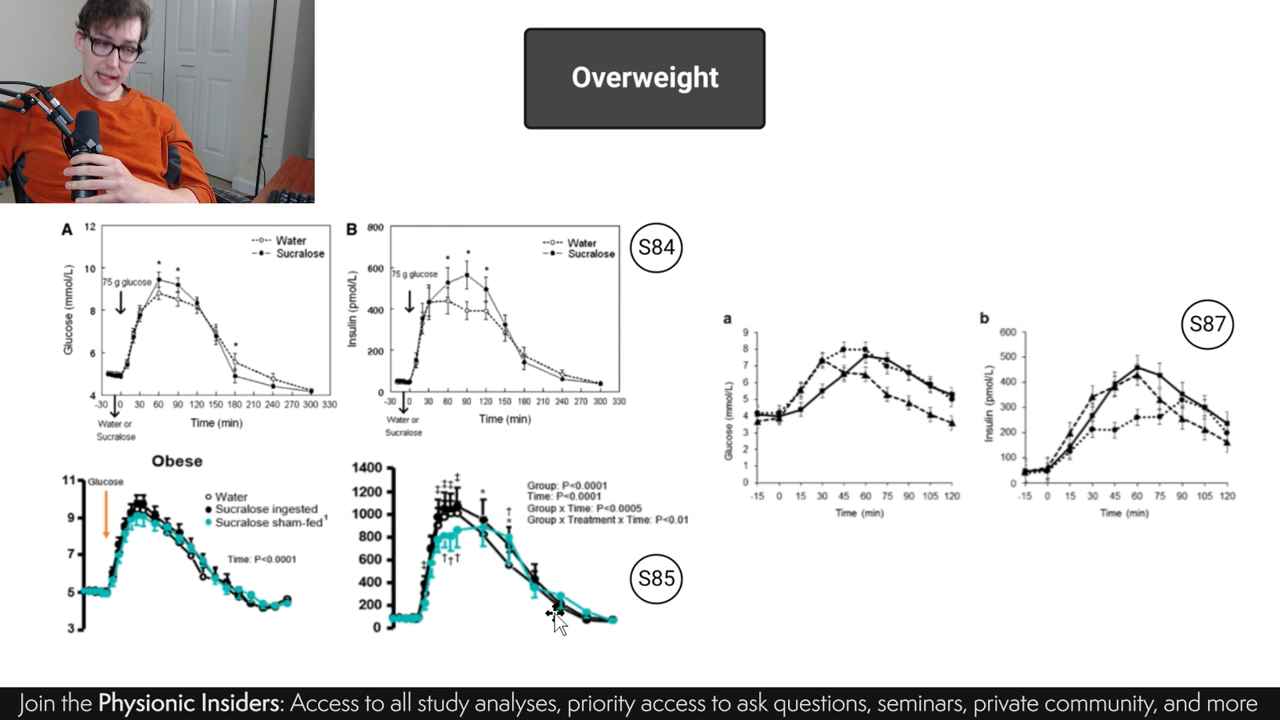 Overweight
A
12
10
8
6
4
Glucose (mmol/L)
Water
Sucralose
75 g glucose
* *
*
-30 0 30 60 90 120 150 180 210 240 270 300 330
Time (min)
Water or
Sucralose
B
800
600
400
200
0
Insulin (pmol/L)
Water
Sucralose
75 g glucose
* * *
-30 0 30 60 90 120 150 180 210 240 270 300 330
Time (min)
Water or
Sucralose
S84
Obese
11
9
7
5
3
Glucose
Water
Sucralose ingested
Sucralose sham-fed¹
Time: P<0.0001
1400
1200
1000
800
600
400
200
0
Group: P<0.0001
Time: P<0.0001
Group x Time: P<0.0005
Group x Treatment x Time: P<0.01
S85
a
9
8
7
6
5
4
3
2
1
0
Glucose (mmol/L)
-15 0 15 30 45 60 75 90 105 120
Time (min)
b
600
500
400
300
200
100
0
Insulin (pmol/L)
-15 0 15 30 45 60 75 90 105 120
Time (min)
S87
Join the Physionic Insiders: Access to all study analyses, priority access to ask questions, seminars, private community, and more